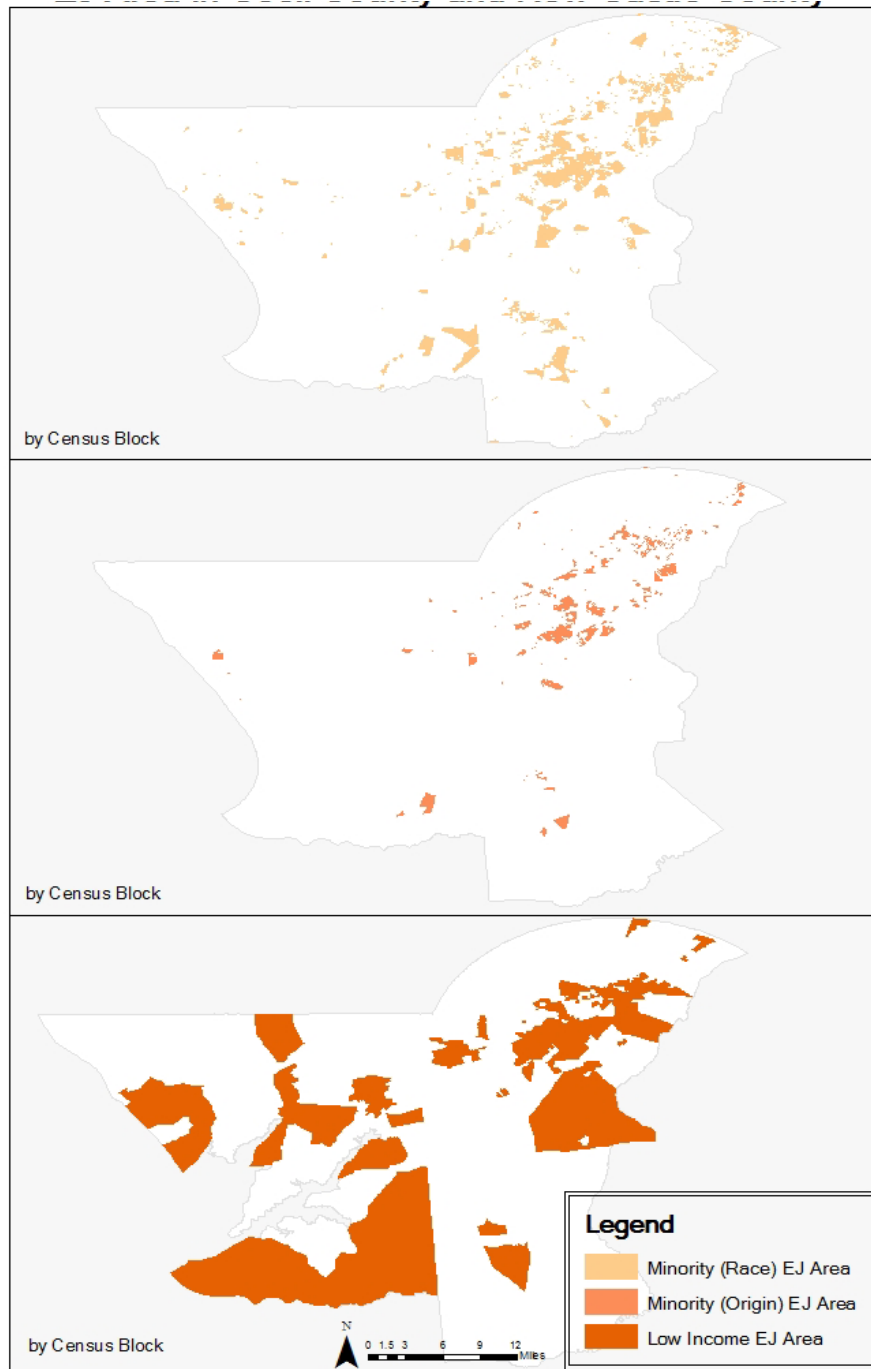 by Census Block
by Census Block
Legend
Minority (Race) EJ Area
Minority (Origin) EJ Area
Low Income EJ Area
by Census Block
N
0 1.5 3 6 9 12
Miles